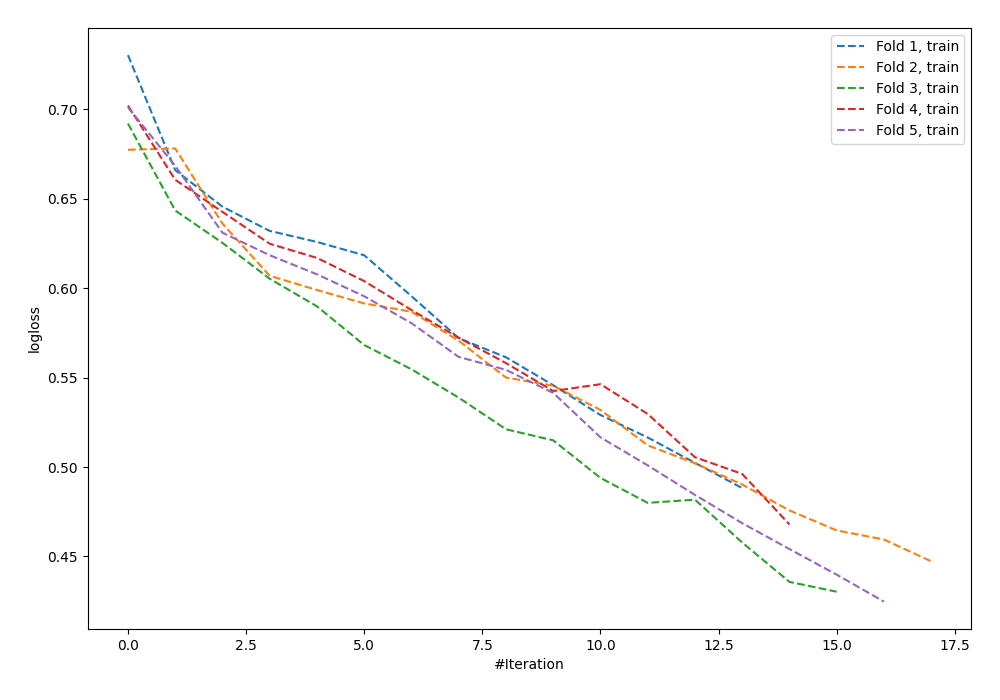 Fold 1, train
Fold 2, train
Fold 3, train
Fold 4, train
Fold 5, train
logloss
0.70
0.65
0.60
0.55
0.50
0.45
0.0 2.5 5.0 7.5 10.0 12.5 15.0 17.5
#Iteration